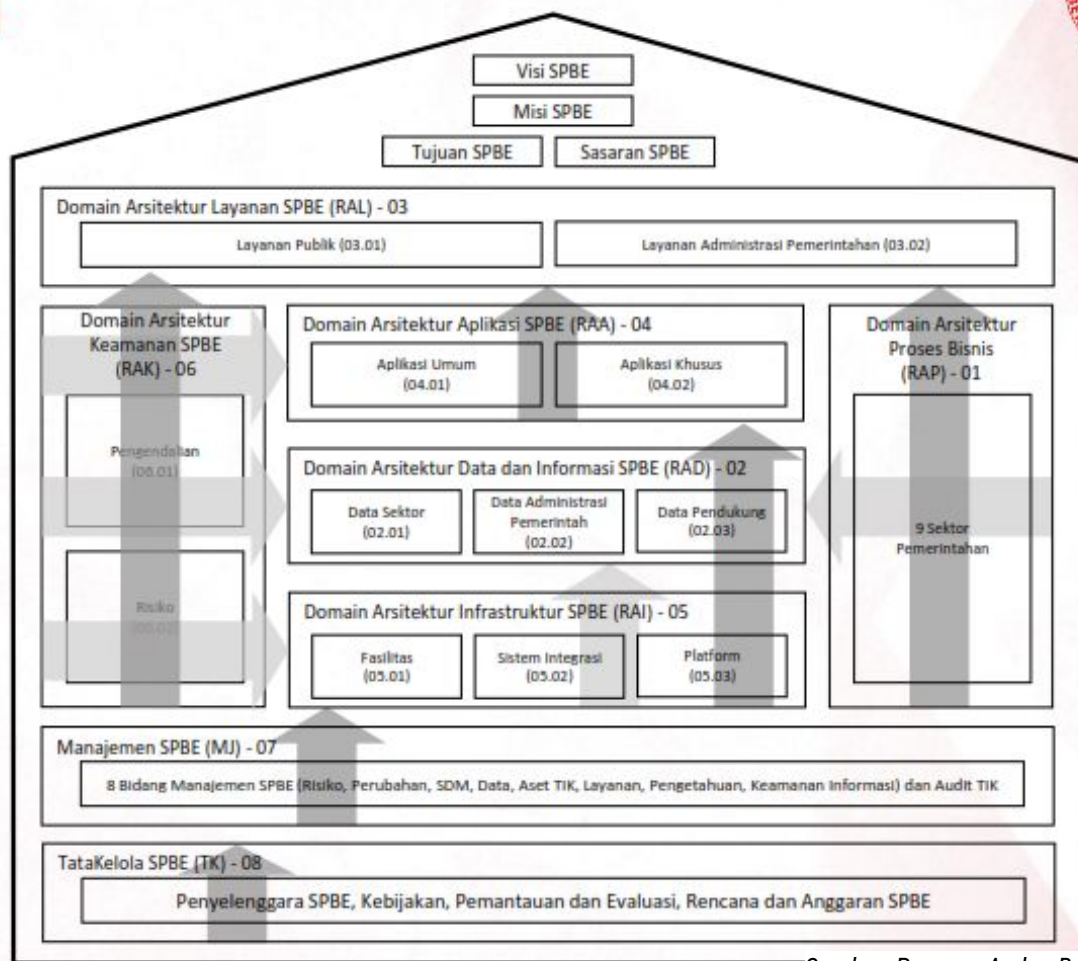 Visi SPBE
Misi SPBE
Tujuan SPBE
Sasaran SPBE
Domain Arsitektur Layanan SPBE (RAL) - 03
Layanan Publik (03.01)
Layanan Administrasi Pemerintahan (03.02)
Domain Arsitektur
Keamanan SPBE
(RAK) - 06
Pengendalian
(06.01)
Risiko
Domain Arsitektur Aplikasi SPBE (RAA) - 04
Aplikasi Umum
(04.01)
Aplikasi Khusus
(04.02)
Domain Arsitektur Data dan Informasi SPBE (RAD) - 02
Data Sektor
(02.01)
Data Administrasi
Pemerintah
(02.02)
Data Pendukung
(02.03)
Domain Arsitektur Infrastruktur SPBE (RAI) - 05
Fasilitas
(05.01)
Sistem Integrasi
(05.02)
Platform
(05.03)
Domain Arsitektur
Proses Bisnis
(RAP) - 01
9 Sektor
Pemerintahan
Manajemen SPBE (MJ) - 07
8 Bidang Manajemen SPBE (Risiko, Perubahan, SDM, Data, Aset TIK, Layanan, Pengetahuan, Keamanan Informasi) dan Audit TIK
TataKelola SPBE (TK) - 08
Penyelenggara SPBE, Kebijakan, Pemantauan dan Evaluasi, Rencana dan Anggaran SPBE